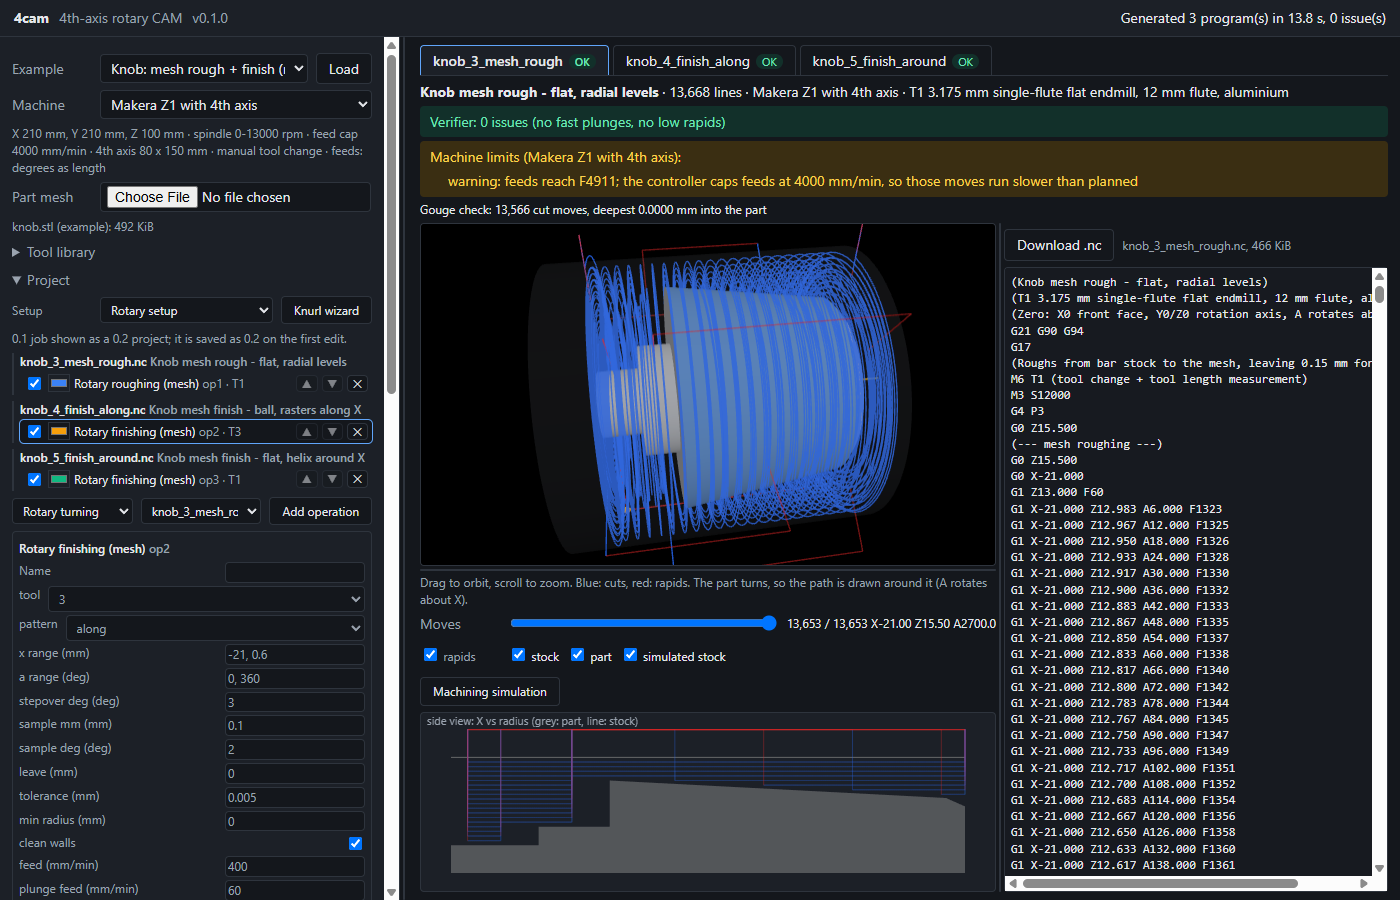 4cam 4th-axis rotary CAM v0.1.0
Generated 3 program(s) in 13.8 s, 0 issue(s)
Example Knob: mesh rough + finish (r Load
Machine Makera Z1 with 4th axis
X 210 mm, Y 210 mm, Z 100 mm · spindle 0-13000 rpm · feed cap
4000 mm/min · 4th axis 80 x 150 mm · manual tool change · feeds:
degrees as length
Part mesh Choose File No file chosen
knob.stl (example): 492 KiB
Tool library
Project
Setup Rotary setup Knurl wizard
0.1 job shown as a 0.2 project; it is saved as 0.2 on the first edit.
knob_3_mesh_rough.nc Knob mesh rough - flat, radial levels
Rotary roughing (mesh) op1 · T1
knob_4_finish_along.nc Knob mesh finish - ball, rasters along X
Rotary finishing (mesh) op2 · T3
knob_5_finish_around.nc Knob mesh finish - flat, helix around X
Rotary finishing (mesh) op3 · T1
Rotary turning knob_3_mesh_ro Add operation
Rotary finishing (mesh) op2
Name
tool 3
pattern along
x range (mm) -21, 0.6
a range (deg) 0, 360
stepover deg (deg) 3
sample mm (mm) 0.1
sample deg (deg) 2
leave (mm) 0
tolerance (mm) 0.005
min radius (mm) 0
clean walls
feed (mm/min) 400
plunge feed (mm/min) 60
knob_3_mesh_rough OK knob_4_finish_along OK knob_5_finish_around OK
Knob mesh rough - flat, radial levels · 13,668 lines · Makera Z1 with 4th axis · T1 3.175 mm single-flute flat endmill, 12 mm flute, aluminium
Verifier: 0 issues (no fast plunges, no low rapids)
Machine limits (Makera Z1 with 4th axis):
warning: feeds reach F4911; the controller caps feeds at 4000 mm/min, so those moves run slower than planned
Gouge check: 13,566 cut moves, deepest 0.0000 mm into the part
Drag to orbit, scroll to zoom. Blue: cuts, red: rapids. The part turns, so the path is drawn around it (A rotates
about X).
Moves 13,653 / 13,653 X-21.00 Z15.50 A2700.0
rapids stock part simulated stock
Machining simulation
side view: X vs radius (grey: part, line: stock)
Download .nc knob_3_mesh_rough.nc, 466 KiB
(Knob mesh rough - flat, radial levels)
(T1 3.175 mm single-flute flat endmill, 12 mm flute, al
(Zero: X0 front face, Y0/Z0 rotation axis, A rotates ab
G21 G90 G94
G17
(Roughs from bar stock to the mesh, leaving 0.15 mm for
M6 T1 (tool change + tool length measurement)
M3 S12000
G4 P3
G0 Z15.500
(--- mesh roughing ---)
G0 Z15.500
G0 X-21.000
G1 Z13.000 F60
G1 X-21.000 Z12.983 A6.000 F1323
G1 X-21.000 Z12.967 A12.000 F1325
G1 X-21.000 Z12.950 A18.000 F1326
G1 X-21.000 Z12.933 A24.000 F1328
G1 X-21.000 Z12.917 A30.000 F1330
G1 X-21.000 Z12.900 A36.000 F1332
G1 X-21.000 Z12.883 A42.000 F1333
G1 X-21.000 Z12.867 A48.000 F1335
G1 X-21.000 Z12.850 A54.000 F1337
G1 X-21.000 Z12.833 A60.000 F1338
G1 X-21.000 Z12.817 A66.000 F1340
G1 X-21.000 Z12.800 A72.000 F1342
G1 X-21.000 Z12.783 A78.000 F1344
G1 X-21.000 Z12.767 A84.000 F1345
G1 X-21.000 Z12.750 A90.000 F1347
G1 X-21.000 Z12.733 A96.000 F1349
G1 X-21.000 Z12.717 A102.000 F1351
G1 X-21.000 Z12.700 A108.000 F1352
G1 X-21.000 Z12.683 A114.000 F1354
G1 X-21.000 Z12.667 A120.000 F1356
G1 X-21.000 Z12.650 A126.000 F1358
G1 X-21.000 Z12.633 A132.000 F1360
G1 X-21.000 Z12.617 A138.000 F1361